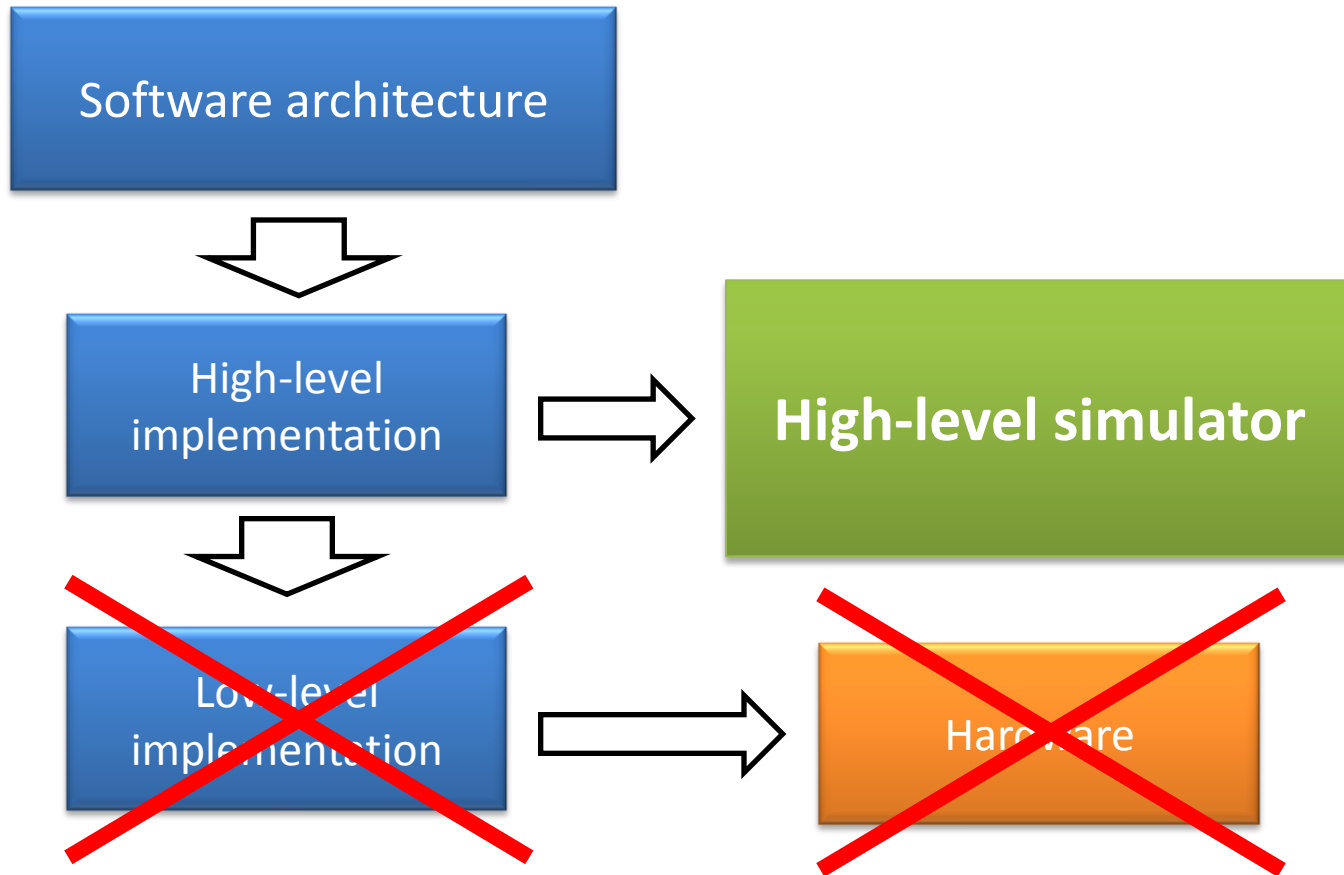 Software architecture
High-level
implementation
High-level simulator
Low-level
implementation
Hardware